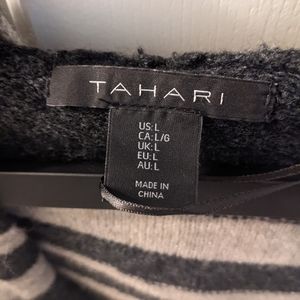 TAHARI
US:L
CA:L/G
UK:L
EU:L
AU:L
MADE IN
CHINA